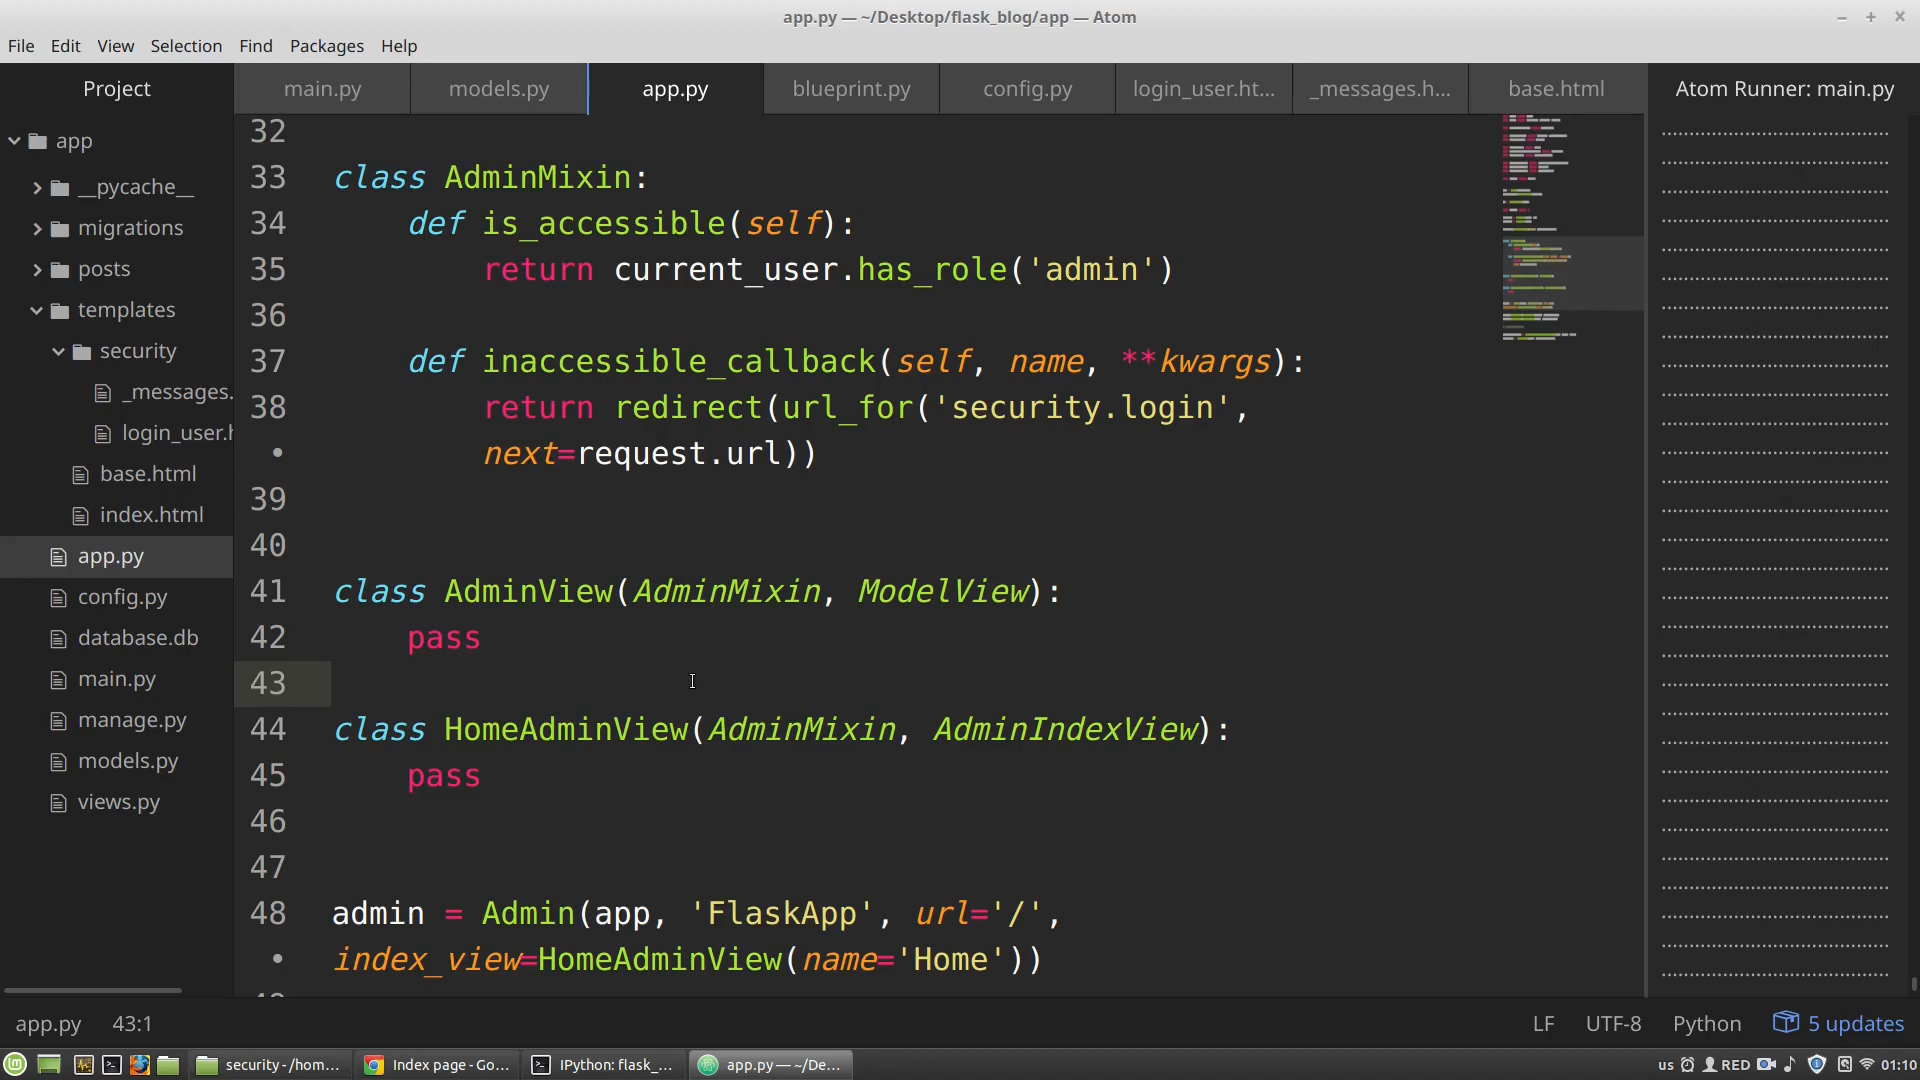 app.py — ~/Desktop/flask_blog/app — Atom
File Edit View Selection Find Packages Help
Project
main.py models.py app.py blueprint.py config.py login_user.ht... _messages.h... base.html
Atom Runner: main.py
app
__pycache__
migrations
posts
templates
security
_messages.
login_user.h
base.html
index.html
app.py
config.py
database.db
main.py
manage.py
models.py
views.py
32
33 class AdminMixin:
34 def is_accessible(self):
35 return current_user.has_role('admin')
36
37 def inaccessible_callback(self, name, **kwargs):
38 return redirect(url_for('security.login',
• next=request.url))
39
40
41 class AdminView(AdminMixin, ModelView):
42 pass
43
44 class HomeAdminView(AdminMixin, AdminIndexView):
45 pass
46
47
48 admin = Admin(app, 'FlaskApp', url='/',
• index_view=HomeAdminView(name='Home'))
app.py 43:1
LF UTF-8 Python 5 updates
security - /hom... Index page - Go... IPython: flask_... app.py — ~/De...
us RED 01:10